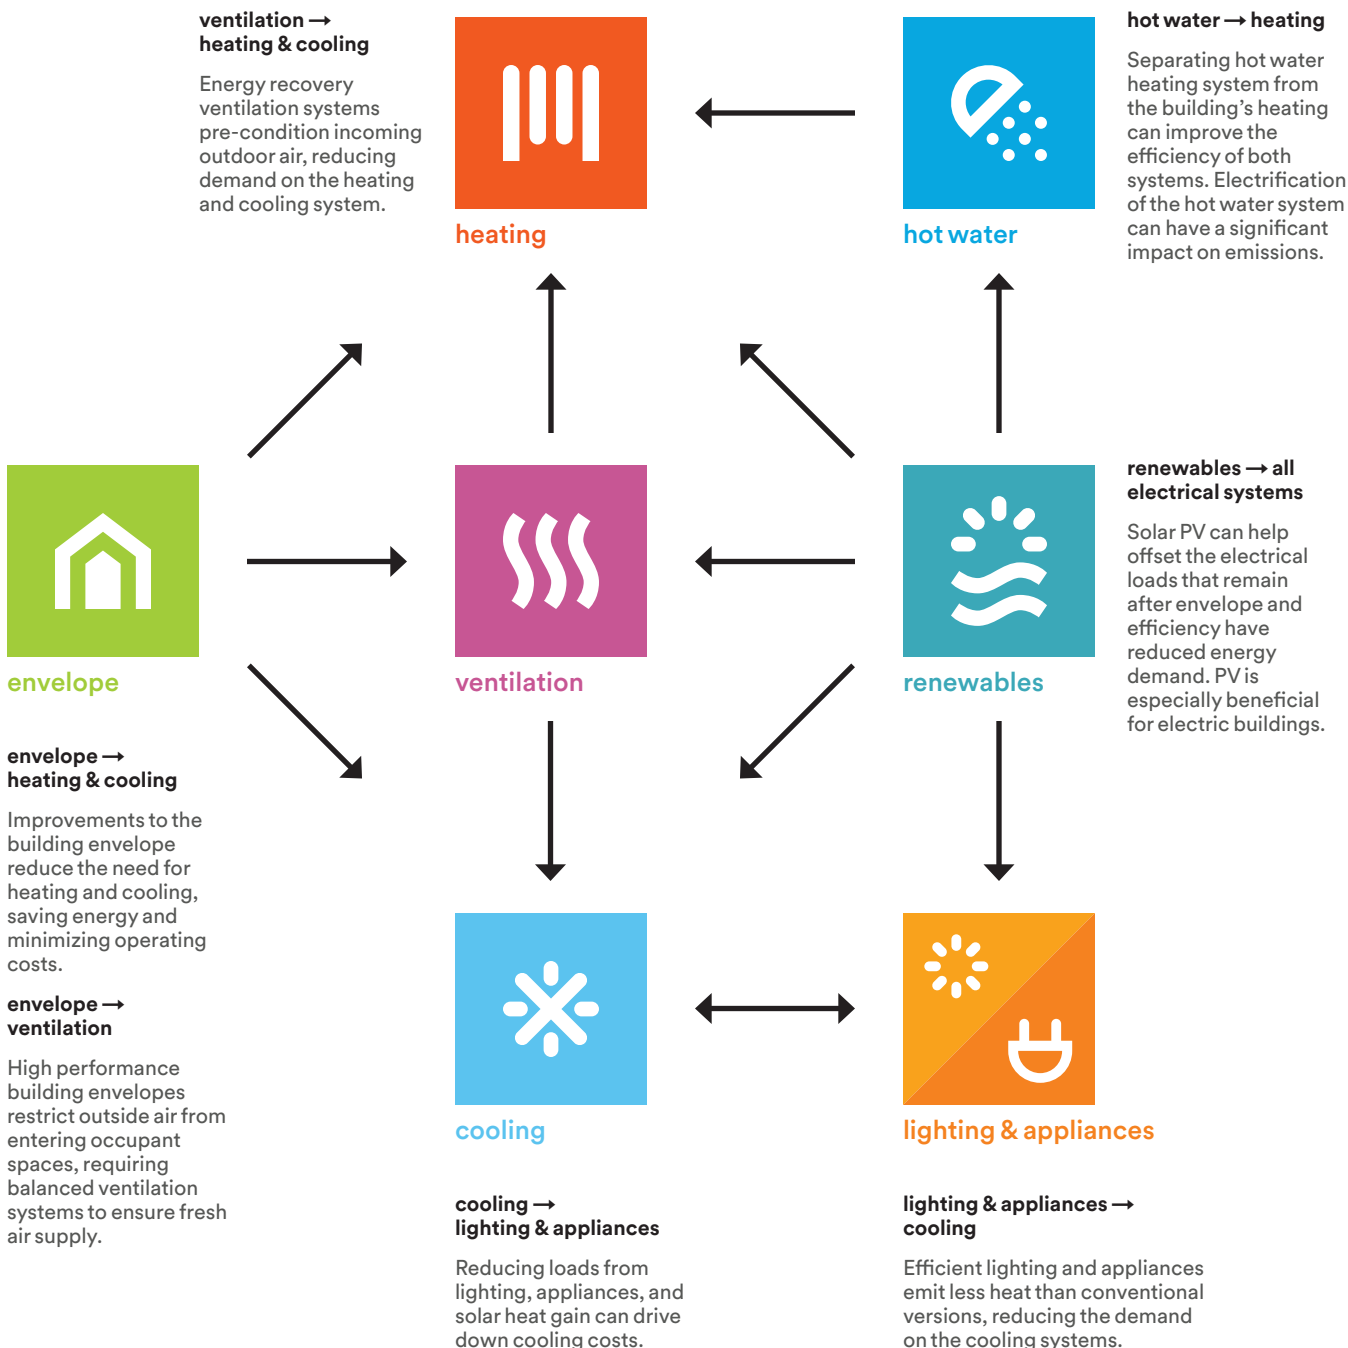 ventilation →
heating & cooling
Energy recovery
ventilation systems
pre-condition incoming
outdoor air, reducing
demand on the heating
and cooling system.
heating
hot water
hot water → heating
Separating hot water
heating system from
the building’s heating
can improve the
efficiency of both
systems. Electrification
of the hot water system
can have a significant
impact on emissions.
envelope
ventilation
renewables
renewables → all
electrical systems
Solar PV can help
offset the electrical
loads that remain
after envelope and
efficiency have
reduced energy
demand. PV is
especially beneficial
for electric buildings.
envelope →
heating & cooling
Improvements to the
building envelope
reduce the need for
heating and cooling,
saving energy and
minimizing operating
costs.
envelope →
ventilation
High performance
building envelopes
restrict outside air from
entering occupant
spaces, requiring
balanced ventilation
systems to ensure fresh
air supply.
cooling
lighting & appliances
cooling →
lighting & appliances
Reducing loads from
lighting, appliances, and
solar heat gain can drive
down cooling costs.
lighting & appliances →
cooling
Efficient lighting and appliances
emit less heat than conventional
versions, reducing the demand
on the cooling systems.